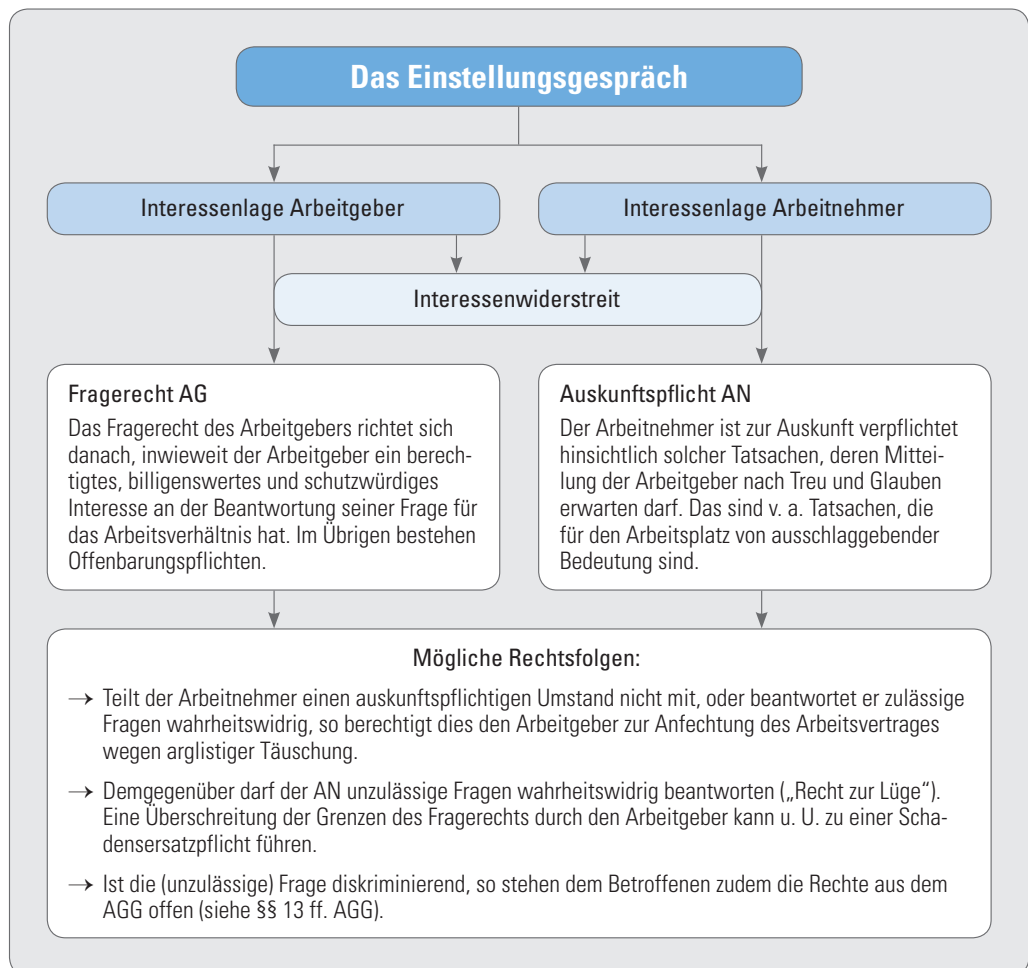 Das Einstellungsgespräch
Interessenlage Arbeitgeber
Interessenlage Arbeitnehmer
Interessenwiderstreit
Fragerecht AG
Das Fragerecht des Arbeitgebers richtet sich
danach, inwieweit der Arbeitgeber ein berech-
tigtes, billigenswertes und schutzwürdiges
Interesse an der Beantwortung seiner Frage für
das Arbeitsverhältnis hat. Im Übrigen bestehen
Offenbarungspflichten.
Auskunftspflicht AN
Der Arbeitnehmer ist zur Auskunft verpflichtet
hinsichtlich solcher Tatsachen, deren Mittei-
lung der Arbeitgeber nach Treu und Glauben
erwarten darf. Das sind v. a. Tatsachen, die
für den Arbeitsplatz von ausschlaggebender
Bedeutung sind.
Mögliche Rechtsfolgen:
→ Teilt der Arbeitnehmer einen auskunftspflichtigen Umstand nicht mit, oder beantwortet er zulässige
Fragen wahrheitswidrig, so berechtigt dies den Arbeitgeber zur Anfechtung des Arbeitsvertrages
wegen arglistiger Täuschung.
→ Demgegenüber darf der AN unzulässige Fragen wahrheitswidrig beantworten („Recht zur Lüge“).
Eine Überschreitung der Grenzen des Fragerechts durch den Arbeitgeber kann u. U. zu einer Scha-
densersatzpflicht führen.
→ Ist die (unzulässige) Frage diskriminierend, so stehen dem Betroffenen zudem die Rechte aus dem
AGG offen (siehe §§ 13 ff. AGG).